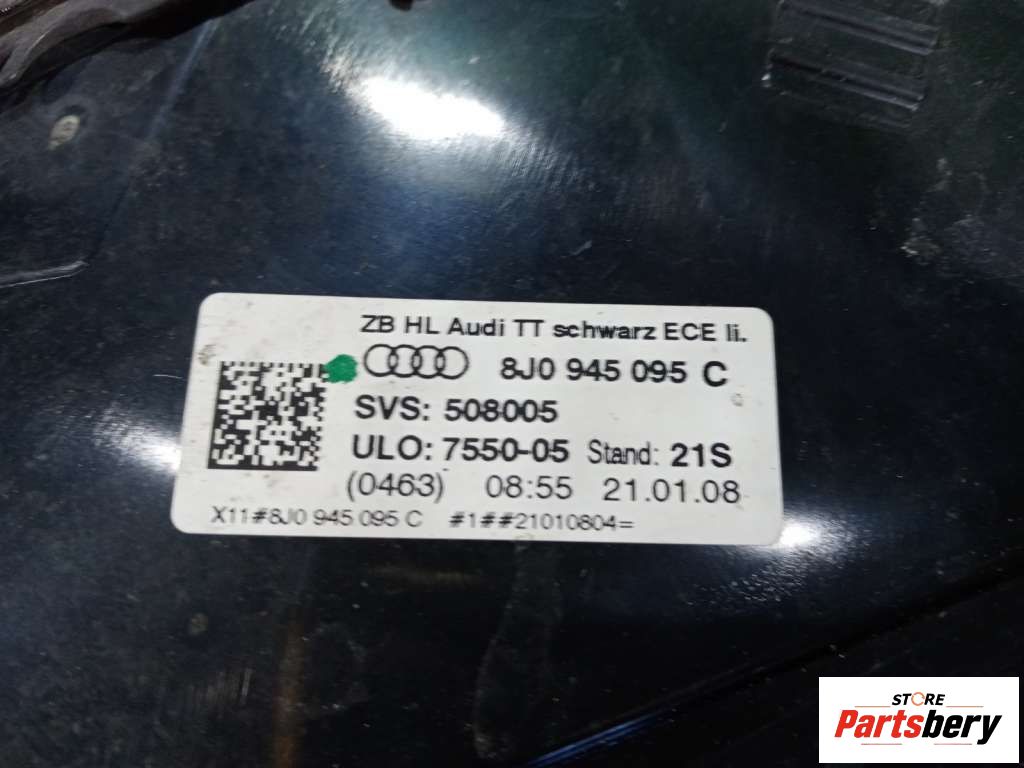 ZB HL Audi TT schwarz ECE li.
8J0 945 095 C
SVS: 508005
ULO: 7550-05 Stand: 21S
(0463) 08:55 21.01.08
X11#8J0 945 095 C #1##21010804=
STORE
Partsbery